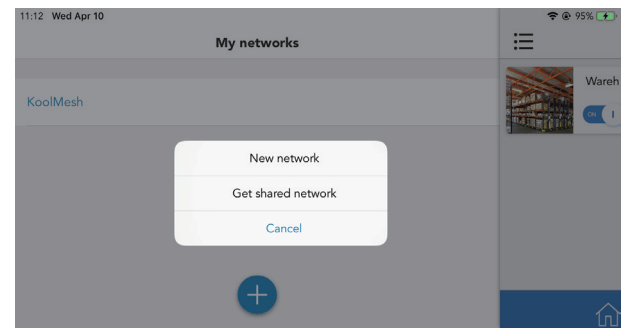 11:12 Wed Apr 10
95%
My networks
KoolMesh
Wareh
ON
New network
Get shared network
Cancel